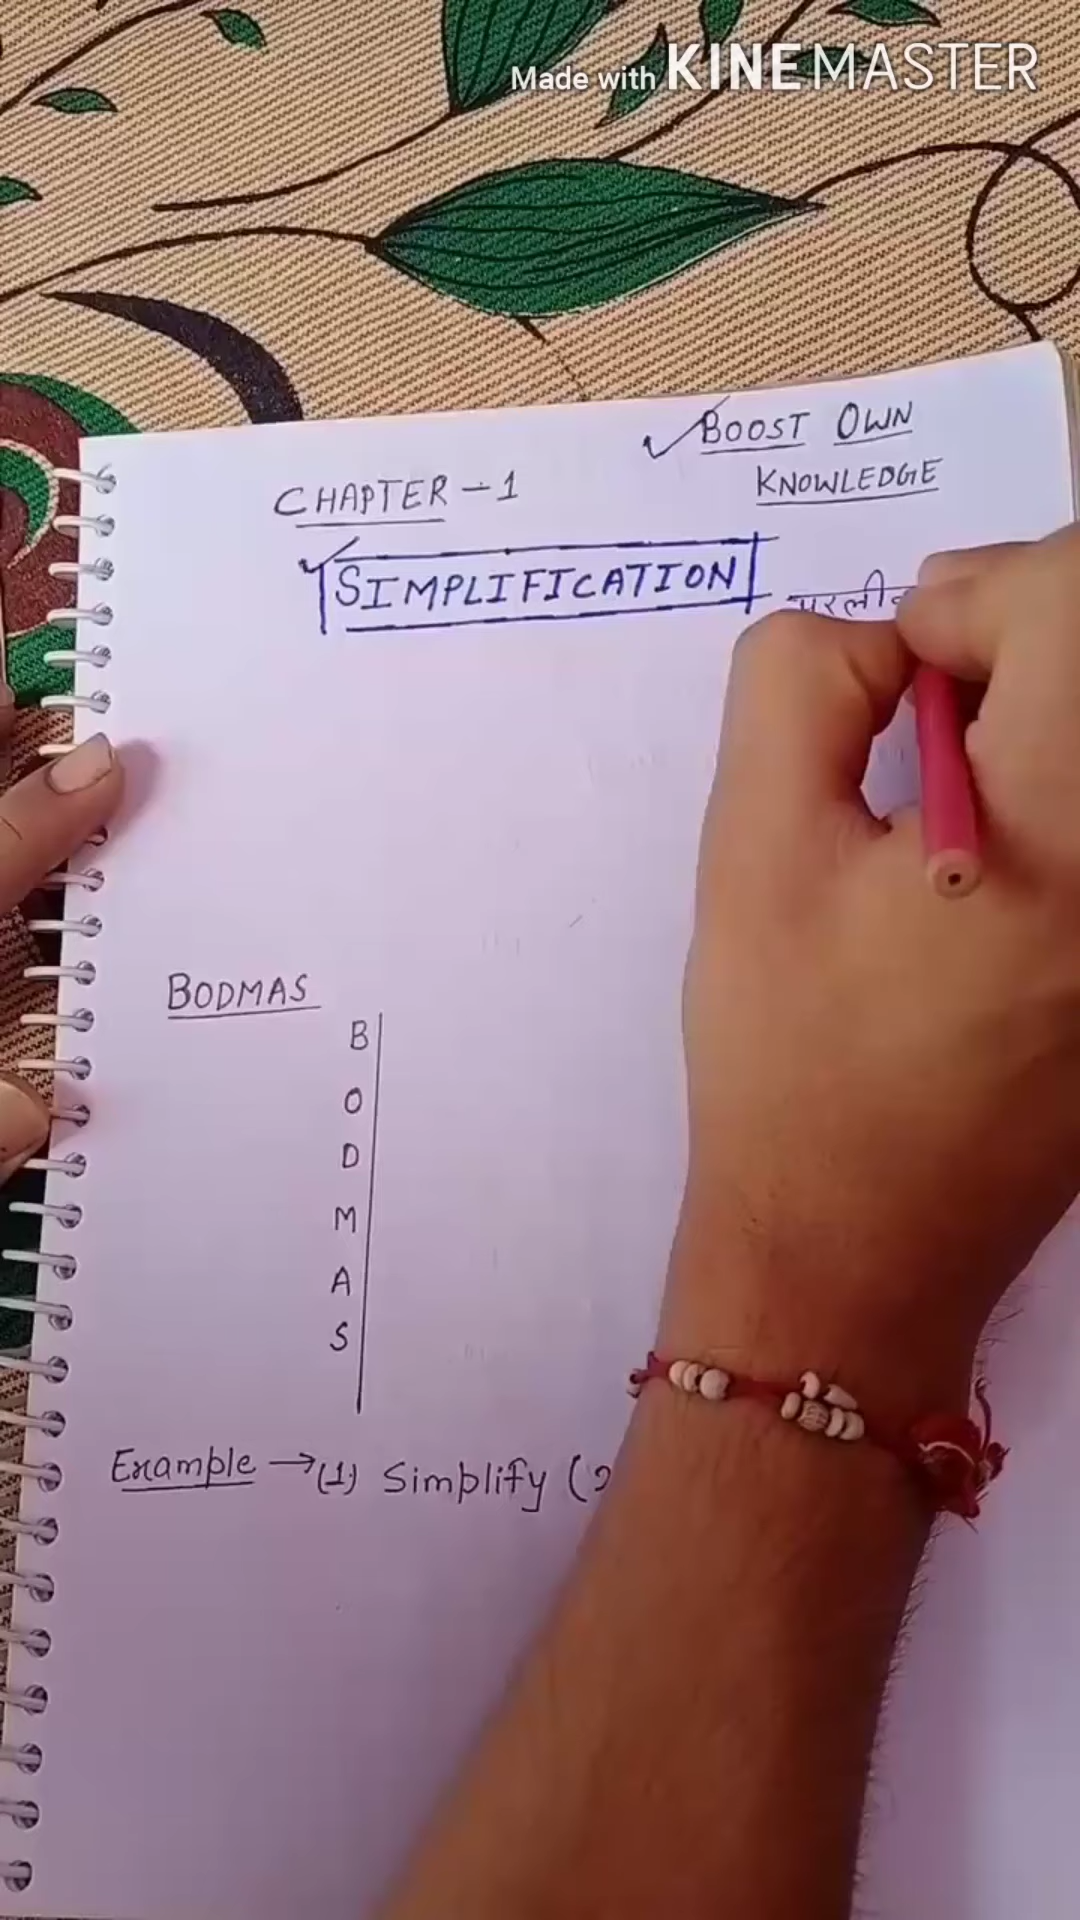 Made with KINEMASTER
BOOST OWN
KNOWLEDGE
CHAPTER - 1
SIMPLIFICATION
BODMAS
B
O
D
M
A
S
Example → (1) Simplify (